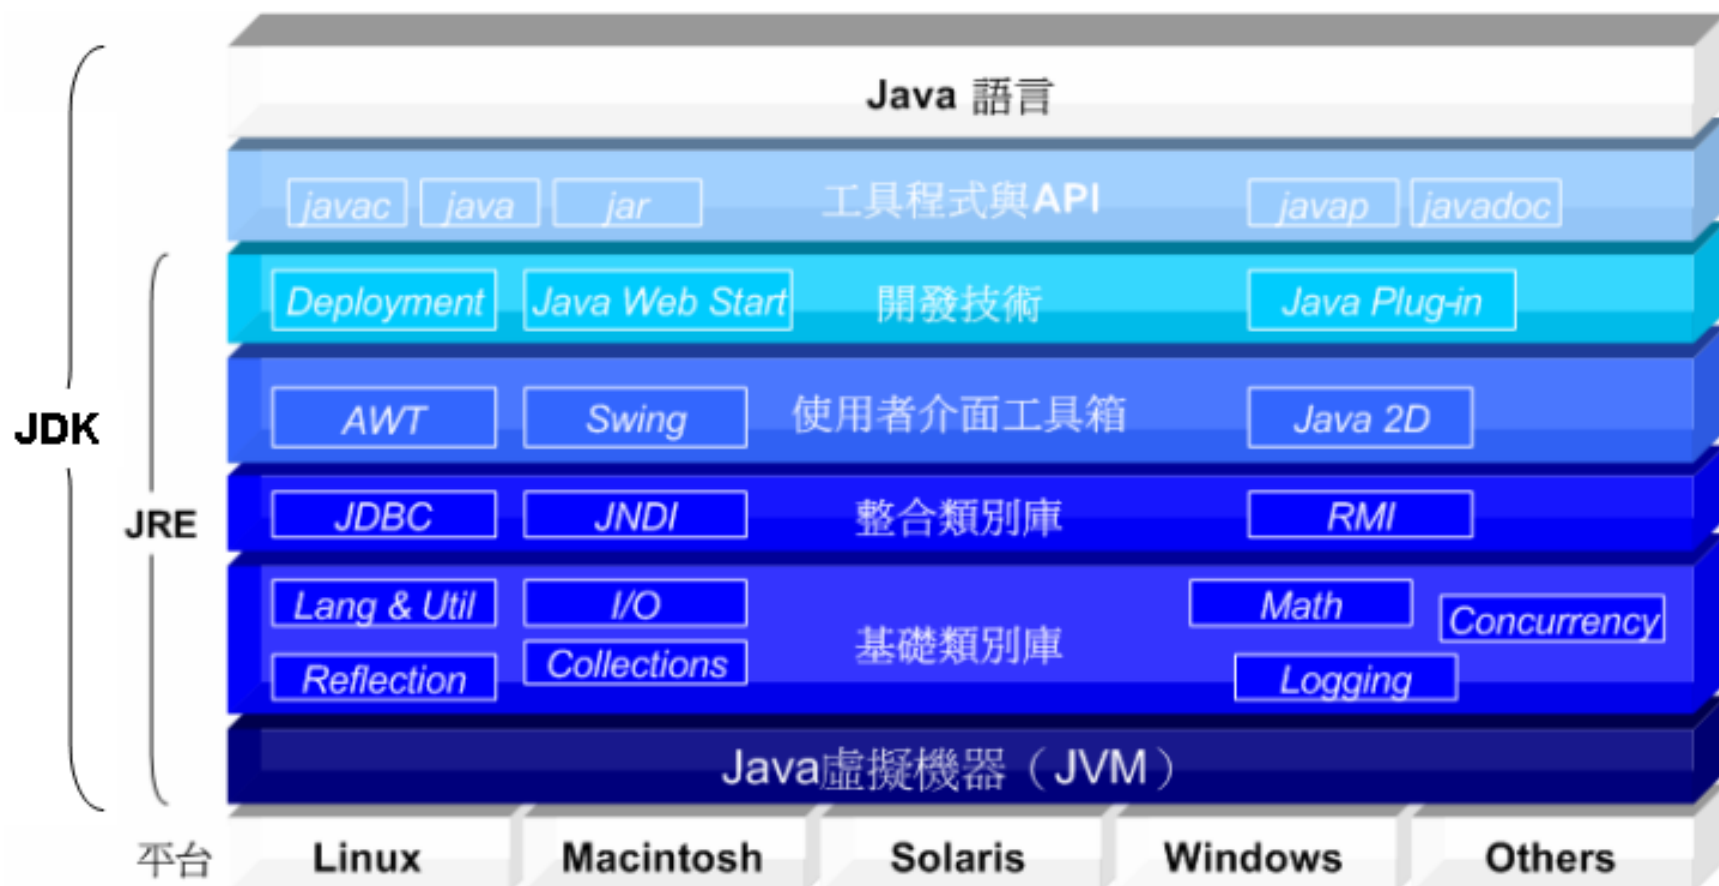 Java 語言
javac java jar 工具程式與API javap javadoc
Deployment Java Web Start 開發技術 Java Plug-in
JDK
AWT Swing 使用者介面工具箱 Java 2D
JRE
JDBC JNDI 整合類別庫 RMI
Lang & Util I/O Math Concurrency
基礎類別庫
Reflection Collections Logging
Java虛擬機器（JVM）
平台 Linux Macintosh Solaris Windows Others